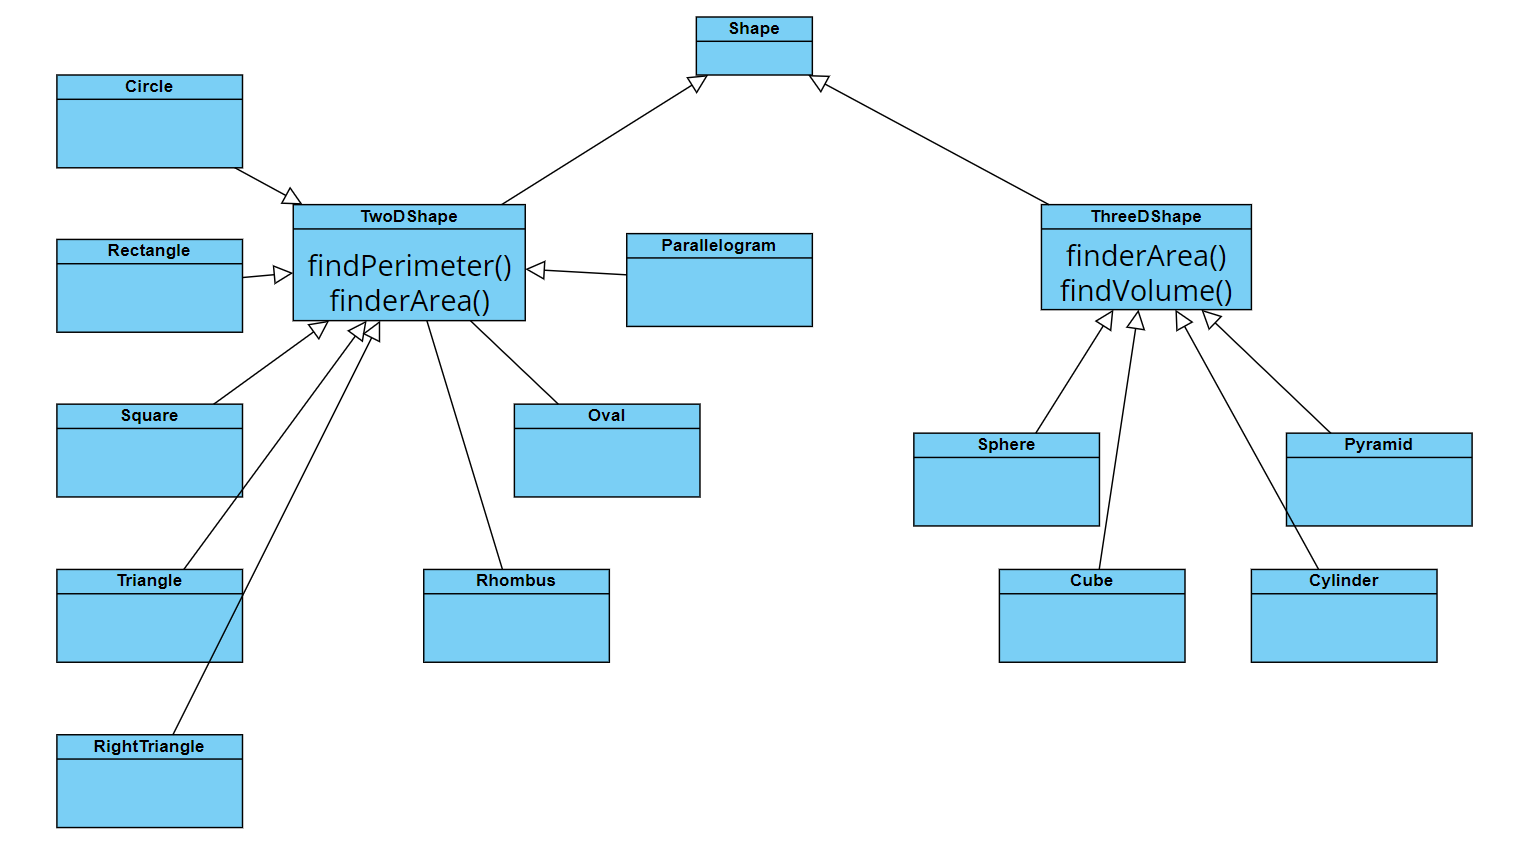 Shape
Circle
TwoDShape
findPerimeter()
finderArea()
ThreeDShape
finderArea()
findVolume()
Rectangle
Parallelogram
Square
Oval
Sphere
Pyramid
Triangle
Rhombus
Cube
Cylinder
RightTriangle